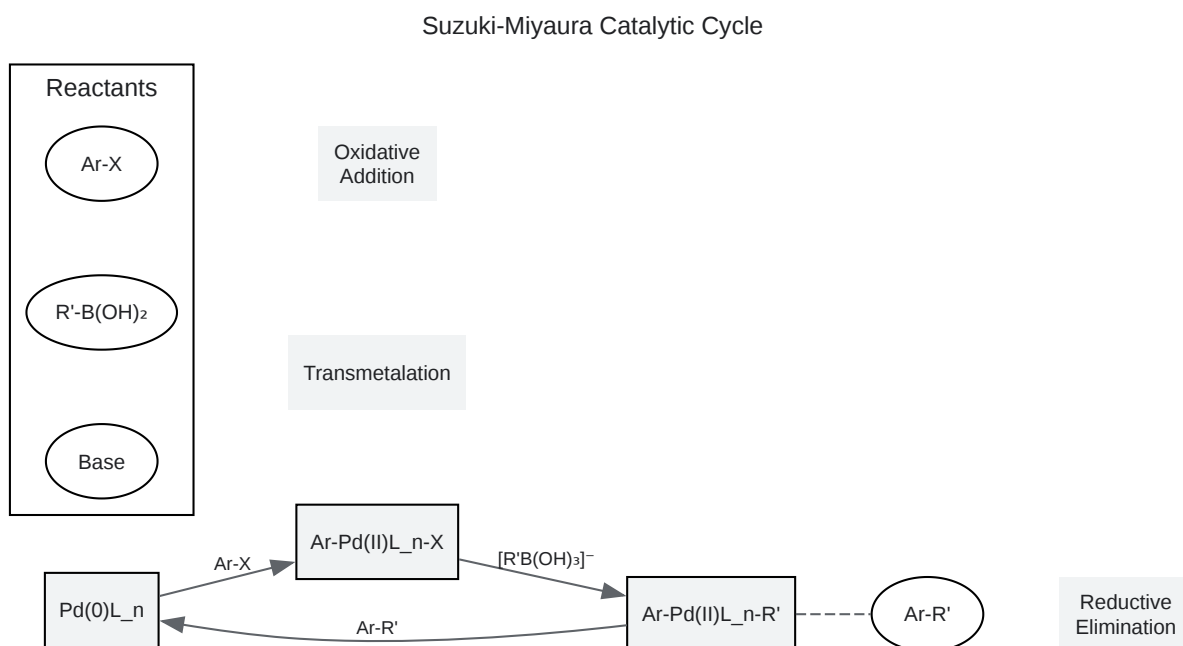 Suzuki-Miyaura Catalytic Cycle
Reactants
Ar-X
Oxidative
Addition
R'-B(OH)₂
Transmetalation
Base
Ar-Pd(II)L_n-X
Ar-X
[R'B(OH)₃]⁻
Pd(0)L_n
Ar-R'
Ar-Pd(II)L_n-R'
Ar-R'
Reductive
Elimination